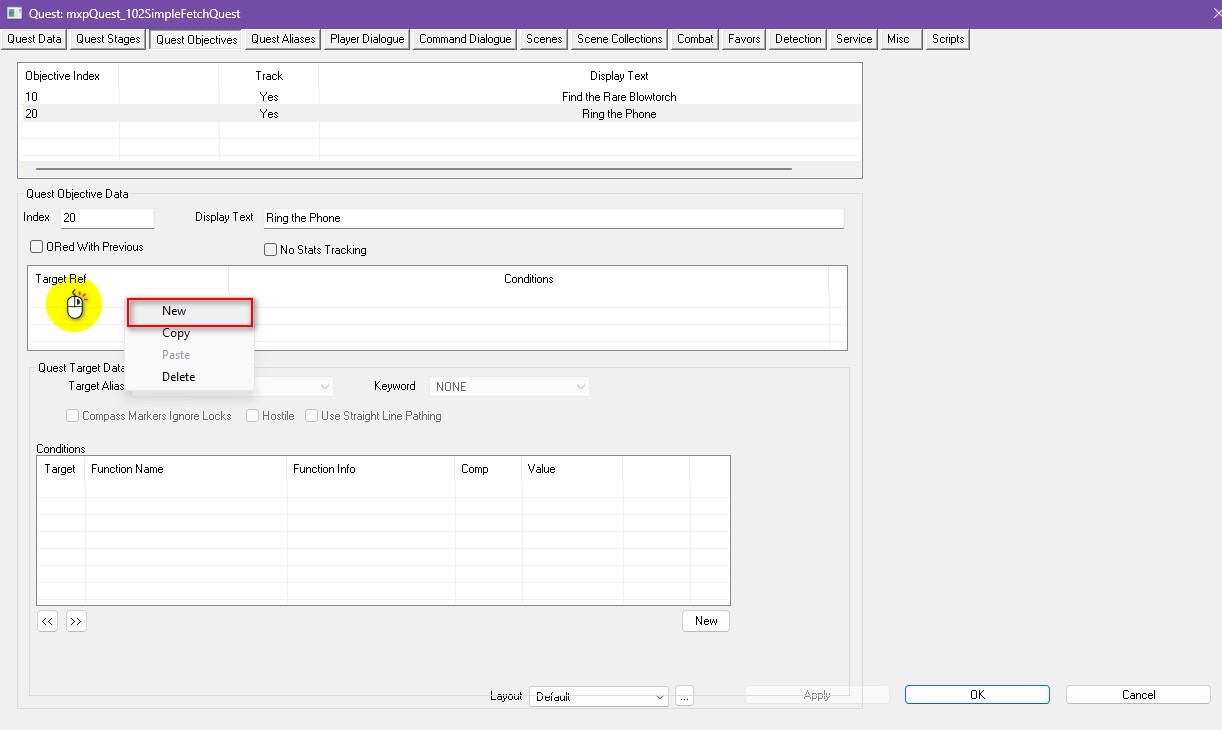 Quest: mxpQuest_102SimpleFetchQuest
Quest Data Quest Stages Quest Objectives Quest Aliases Player Dialogue Command Dialogue Scenes Scene Collections Combat Favors Detection Service Misc Scripts
Objective Index Track Display Text
10 Yes Find the Rare Blowtorch
20 Yes Ring the Phone
Quest Objective Data
Index 20 Display Text Ring the Phone
ORed With Previous No Stats Tracking
Target Ref Conditions
New
Copy
Paste
Delete
Quest Target Data
Target Alias Keyword NONE
Compass Markers Ignore Locks Hostile Use Straight Line Pathing
Conditions
Target Function Name Function Info Comp Value
<< >> New
Layout Default ... Apply OK Cancel